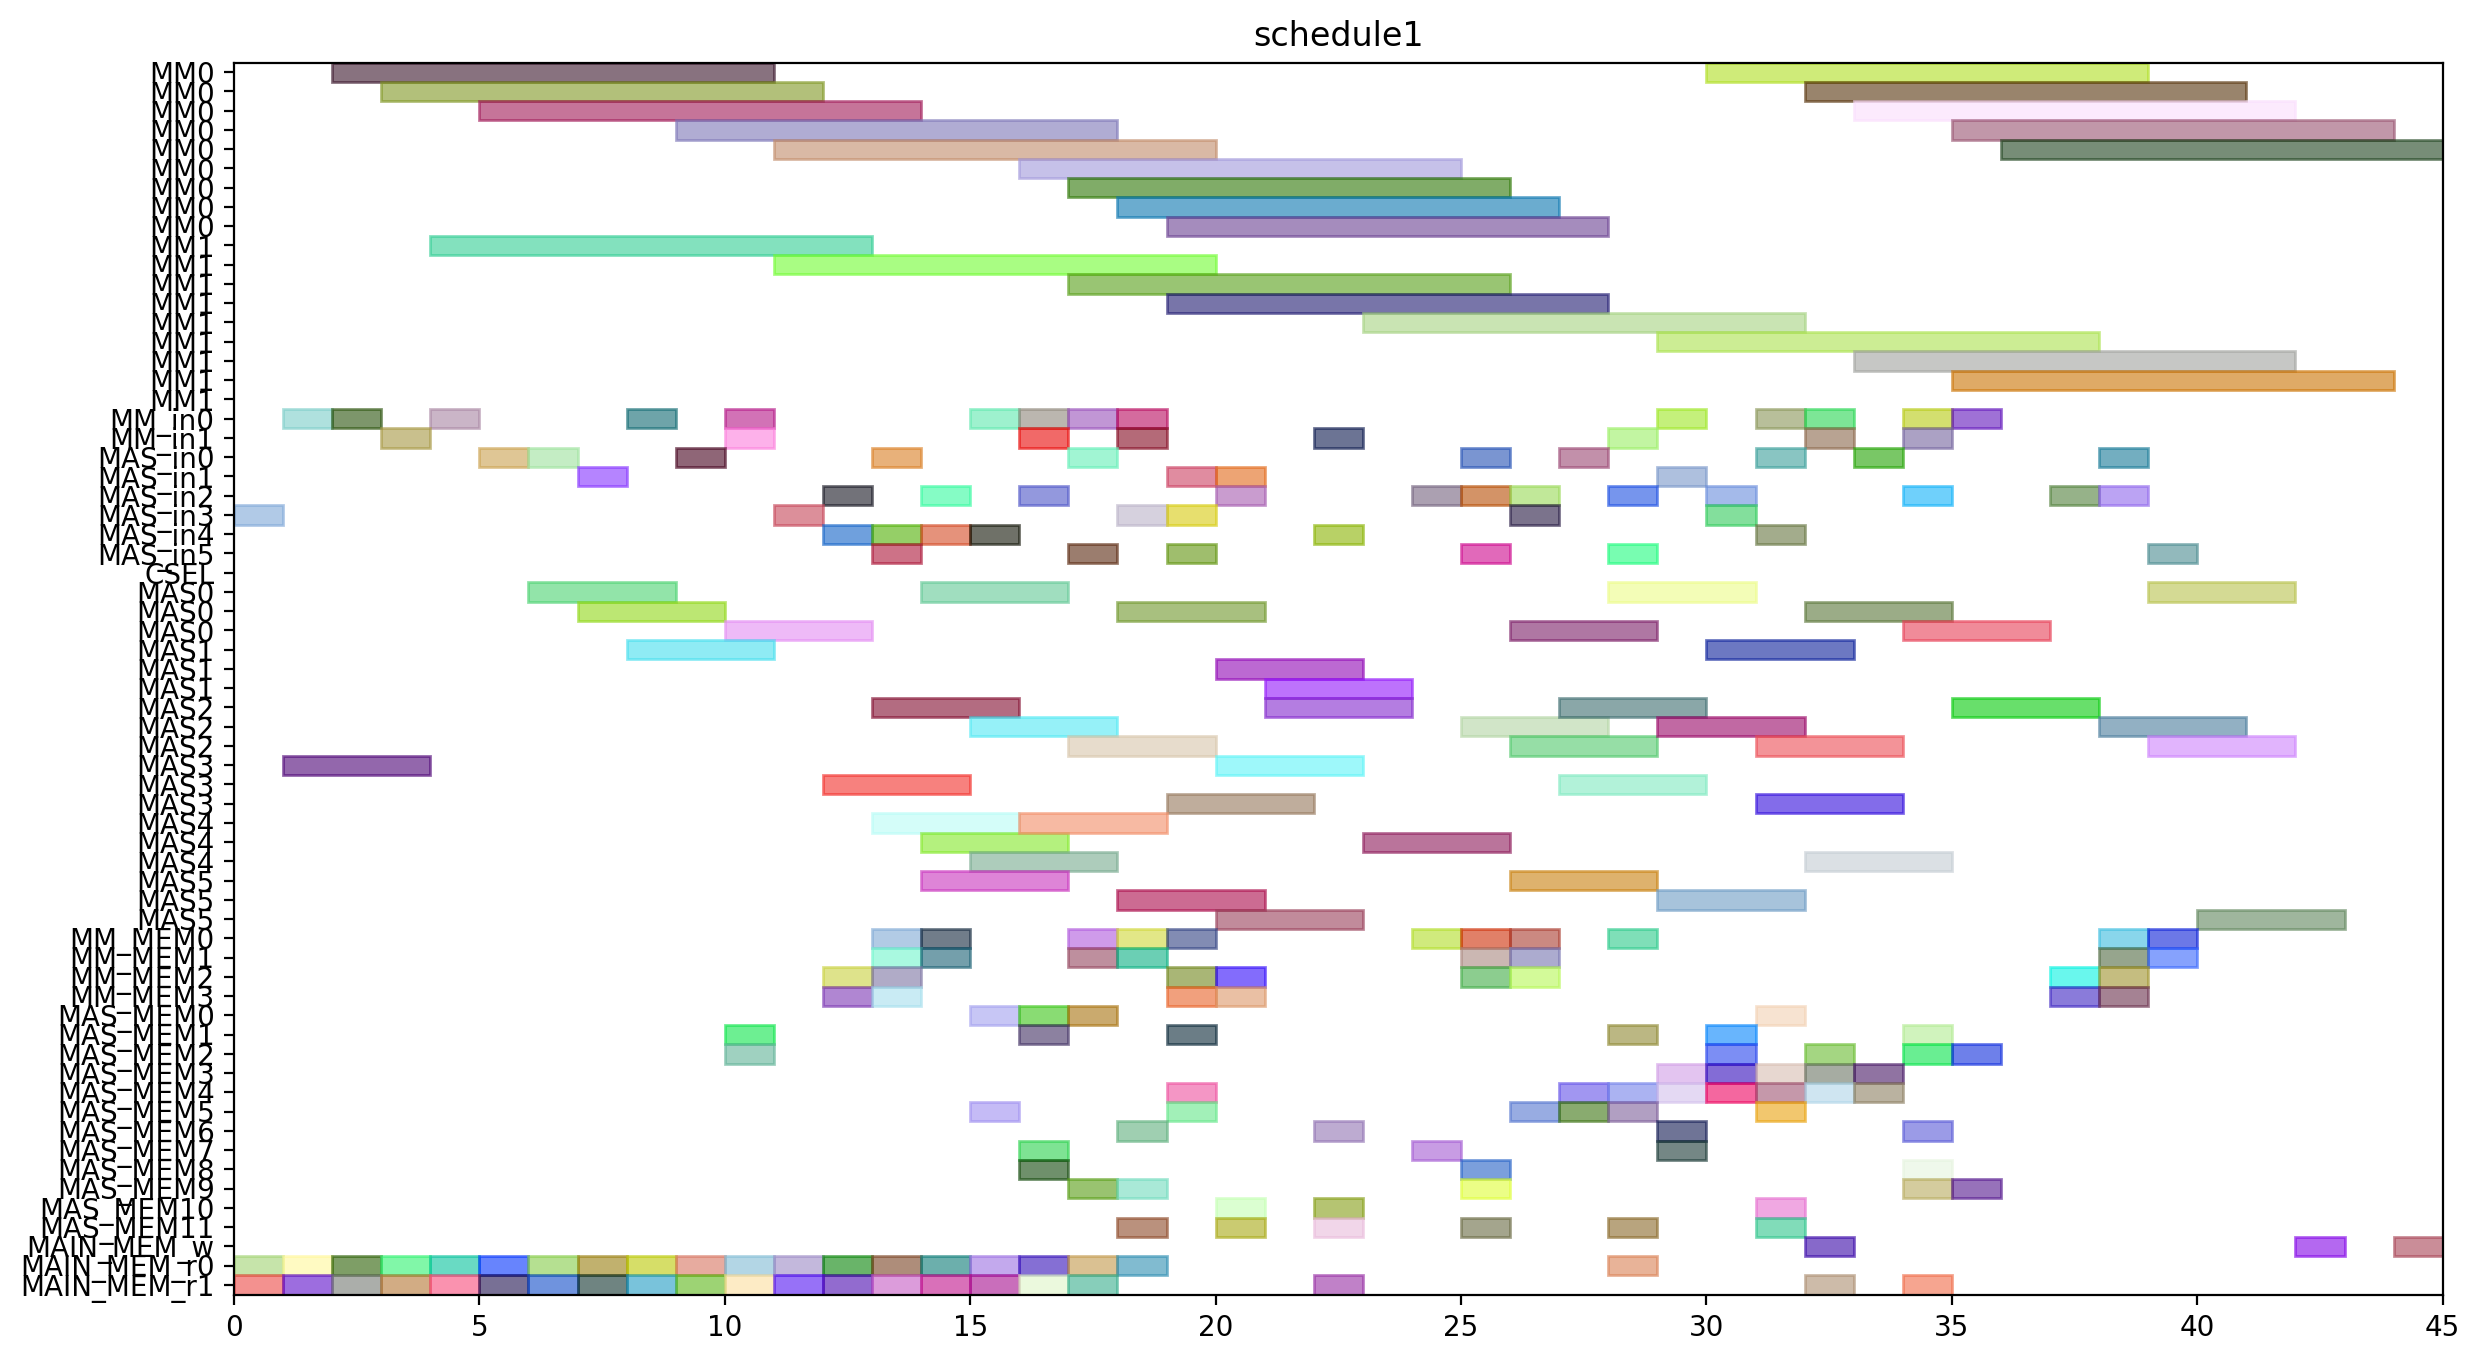 schedule1
MM0
MM0
MM0
MM0
MM0
MM0
MM0
MM0
MM0
MM1
MM1
MM1
MM1
MM1
MM1
MM1
MM1
MM1
MM_in0
MM_in1
MAS_in0
MAS_in1
MAS_in2
MAS_in3
MAS_in4
MAS_in5
CSEL
MAS0
MAS0
MAS0
MAS1
MAS1
MAS1
MAS2
MAS2
MAS2
MAS3
MAS3
MAS3
MAS4
MAS4
MAS4
MAS5
MAS5
MAS5
MM_MEM0
MM_MEM1
MM_MEM2
MM_MEM3
MAS_MEM0
MAS_MEM1
MAS_MEM2
MAS_MEM3
MAS_MEM4
MAS_MEM5
MAS_MEM6
MAS_MEM7
MAS_MEM8
MAS_MEM9
MAS_MEM10
MAS_MEM11
MAIN_MEM_w
MAIN_MEM_r0
MAIN_MEM_r1
0 5 10 15 20 25 30 35 40 45